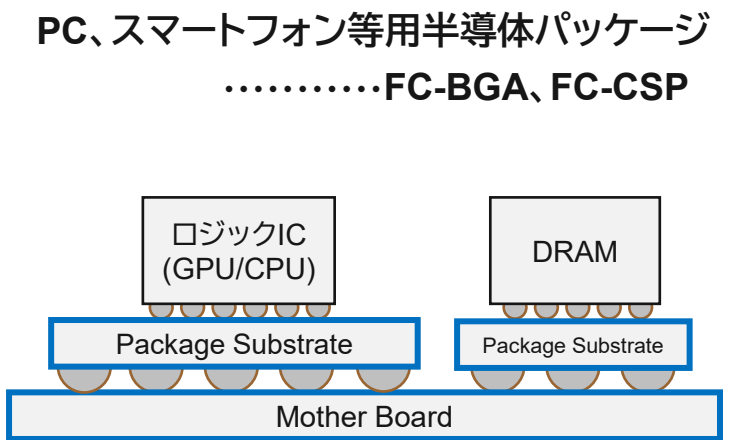 PC、スマートフォン等用半導体パッケージ
⋯⋯⋯⋯FC-BGA、FC-CSP
ロジックIC
(GPU/CPU)
DRAM
Package Substrate
Package Substrate
Mother Board